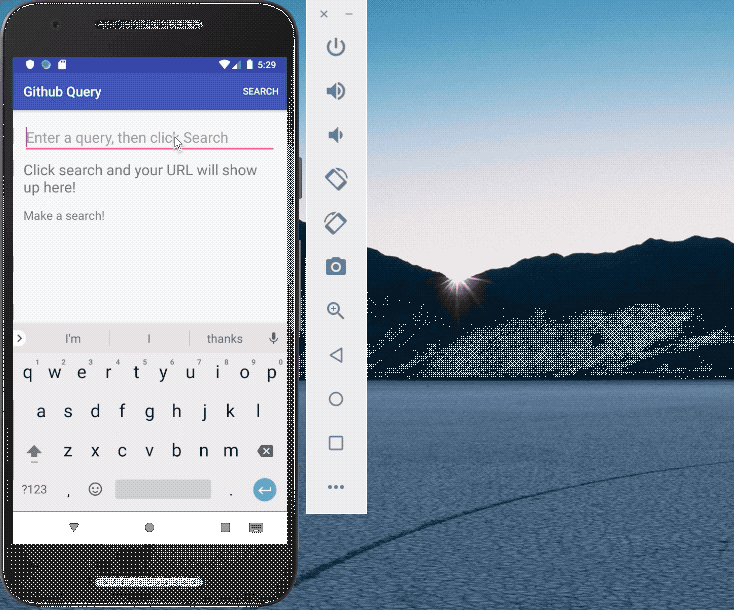 5:29
Github Query
SEARCH
Enter a query, then click Search
Click search and your URL will show
up here!
Make a search!
I'm
I
thanks
1 2 3 4 5 6 7 8 9 0
q w e r t y u i o p
a s d f g h j k l
z x c v b n m
?123 , .